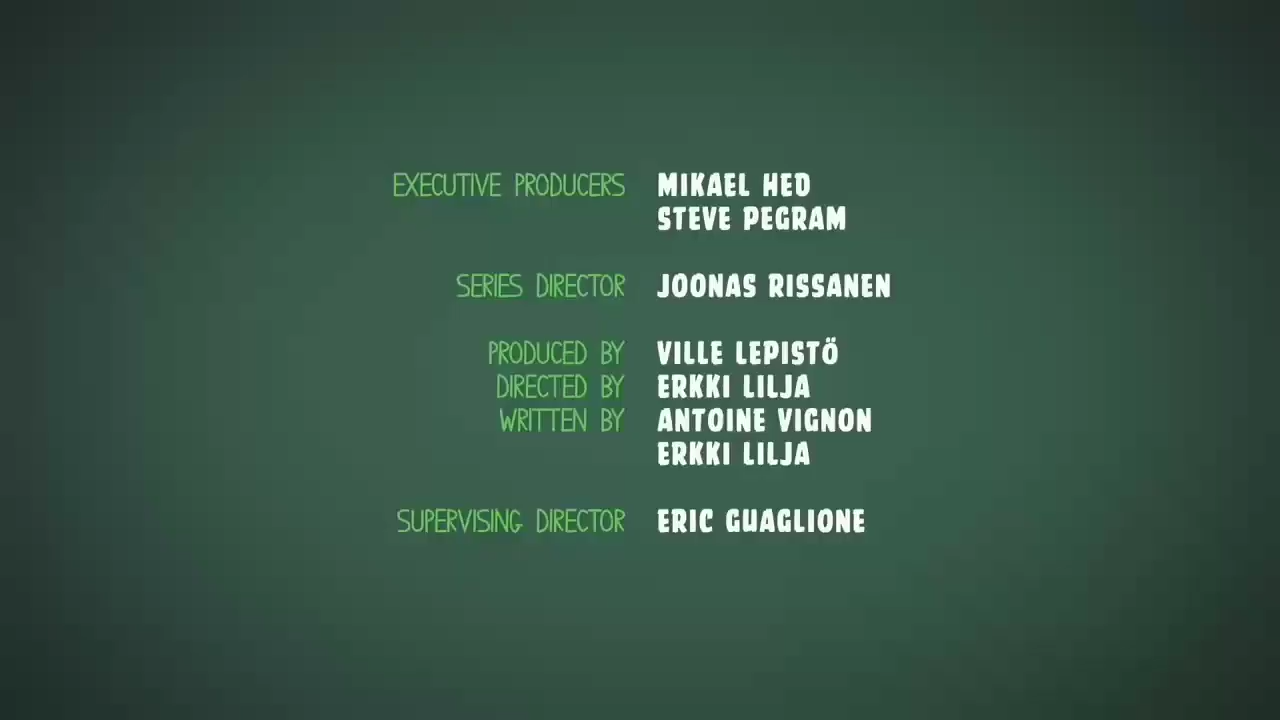 EXECUTIVE PRODUCERS MIKAEL HED
STEVE PEGRAM
SERIES DIRECTOR JOONAS RISSANEN
PRODUCED BY VILLE LEPISTÖ
DIRECTED BY ERKKI LILJA
WRITTEN BY ANTOINE VIGNON
ERKKI LILJA
SUPERVISING DIRECTOR ERIC GUAGLIONE